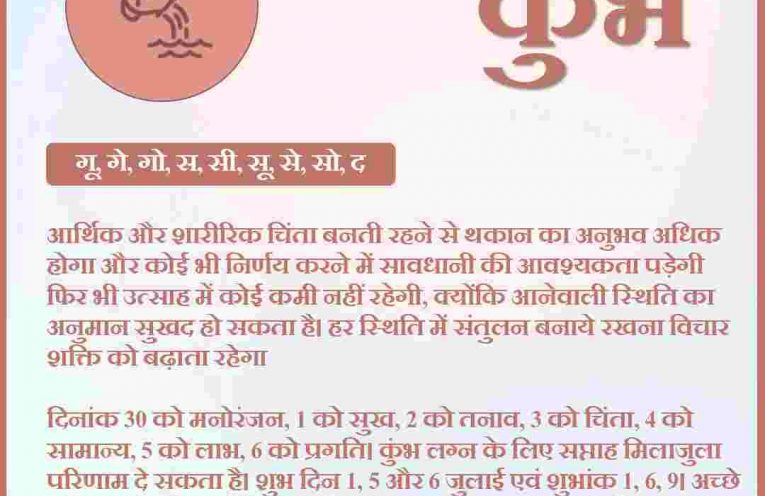 कुंभ
गू, गे, गो, स, सी, सू, से, सो, द
आर्थिक और शारीरिक चिंता बनती रहने से थकान का अनुभव अधिक
होगा और कोई भी निर्णय करने में सावधानी की आवश्यकता पड़ेगी
फिर भी उत्साह में कोई कमी नहीं रहेगी, क्योंकि आनेवाली स्थिति का
अनुमान सुखद हो सकता है। हर स्थिति में संतुलन बनाये रखना विचार
शक्ति को बढ़ाता रहेगा
दिनांक 30 को मनोरंजन, 1 को सुख, 2 को तनाव, 3 को चिंता, 4 को
सामान्य, 5 को लाभ, 6 को प्रगति। कुंभ लग्न के लिए सप्ताह मिलाजुला
परिणाम दे सकता है। शुभ दिन 1, 5 और 6 जुलाई एवं शुभांक 1, 6, 9। अच्छे